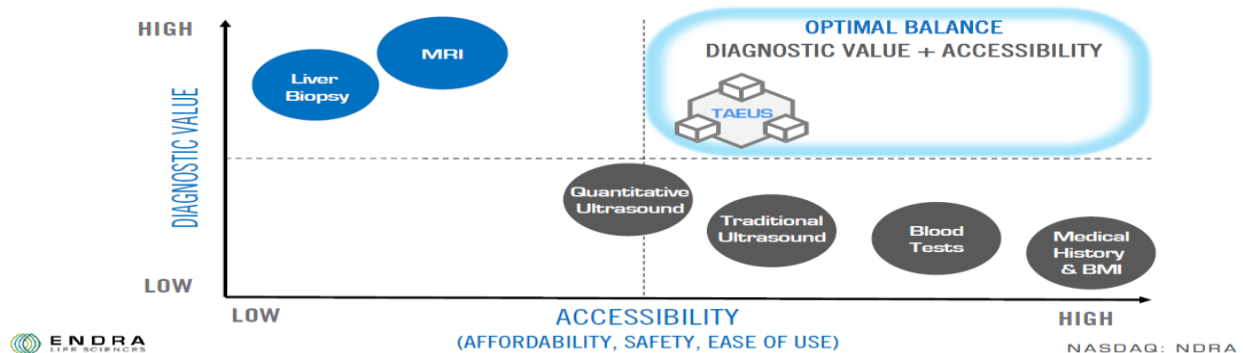 HIGH
OPTIMAL BALANCE
DIAGNOSTIC VALUE + ACCESSIBILITY
MRI
Liver
Biopsy
TAEUS
DIAGNOSTIC VALUE
Quantitative
Ultrasound
Traditional
Ultrasound
Blood
Tests
Medical
History
& BMI
LOW
LOW
ACCESSIBILITY
(AFFORDABILITY, SAFETY, EASE OF USE)
HIGH
ENDRA
LIFE SCIENCES
NASDAQ: NDRA